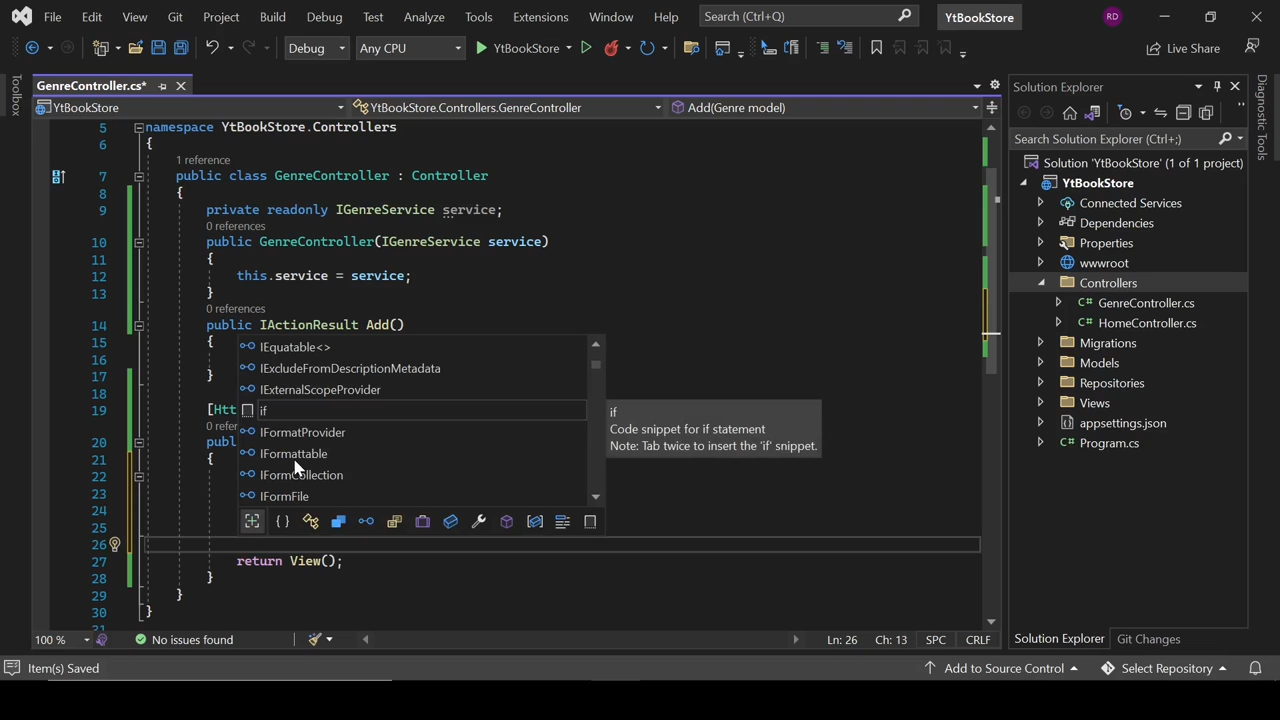 File Edit View Git Project Build Debug Test Analyze Tools Extensions Window Help Search (Ctrl+Q) YtBookStore RD
Debug Any CPU YtBookStore Live Share
Toolbox
GenreController.cs*
YtBookStore YtBookStore.Controllers.GenreController Add(Genre model)
5 namespace YtBookStore.Controllers
6 {
1 reference
7 public class GenreController : Controller
8 {
9 private readonly IGenreService service;
0 references
10 public GenreController(IGenreService service)
11 {
12 this.service = service;
13 }
0 references
14 public IActionResult Add()
15 {
16
17 }
18
19 [Htt
0 refer
20 publ
21 {
22
23
24
25
26
27 return View();
28 }
29 }
30 }
31
IEquatable<>
IExcludeFromDescriptionMetadata
IExternalScopeProvider
if
IFormatProvider
IFormattable
IFormCollection
IFormFile
if
Code snippet for if statement
Note: Tab twice to insert the 'if' snippet.
100 % No issues found Ln: 26 Ch: 13 SPC CRLF
Solution Explorer
Search Solution Explorer (Ctrl+;)
Solution 'YtBookStore' (1 of 1 project)
YtBookStore
Connected Services
Dependencies
Properties
wwwroot
Controllers
C# GenreController.cs
C# HomeController.cs
Migrations
Models
Repositories
Views
appsettings.json
C# Program.cs
Solution Explorer Git Changes
Diagnostic Tools
Item(s) Saved Add to Source Control Select Repository